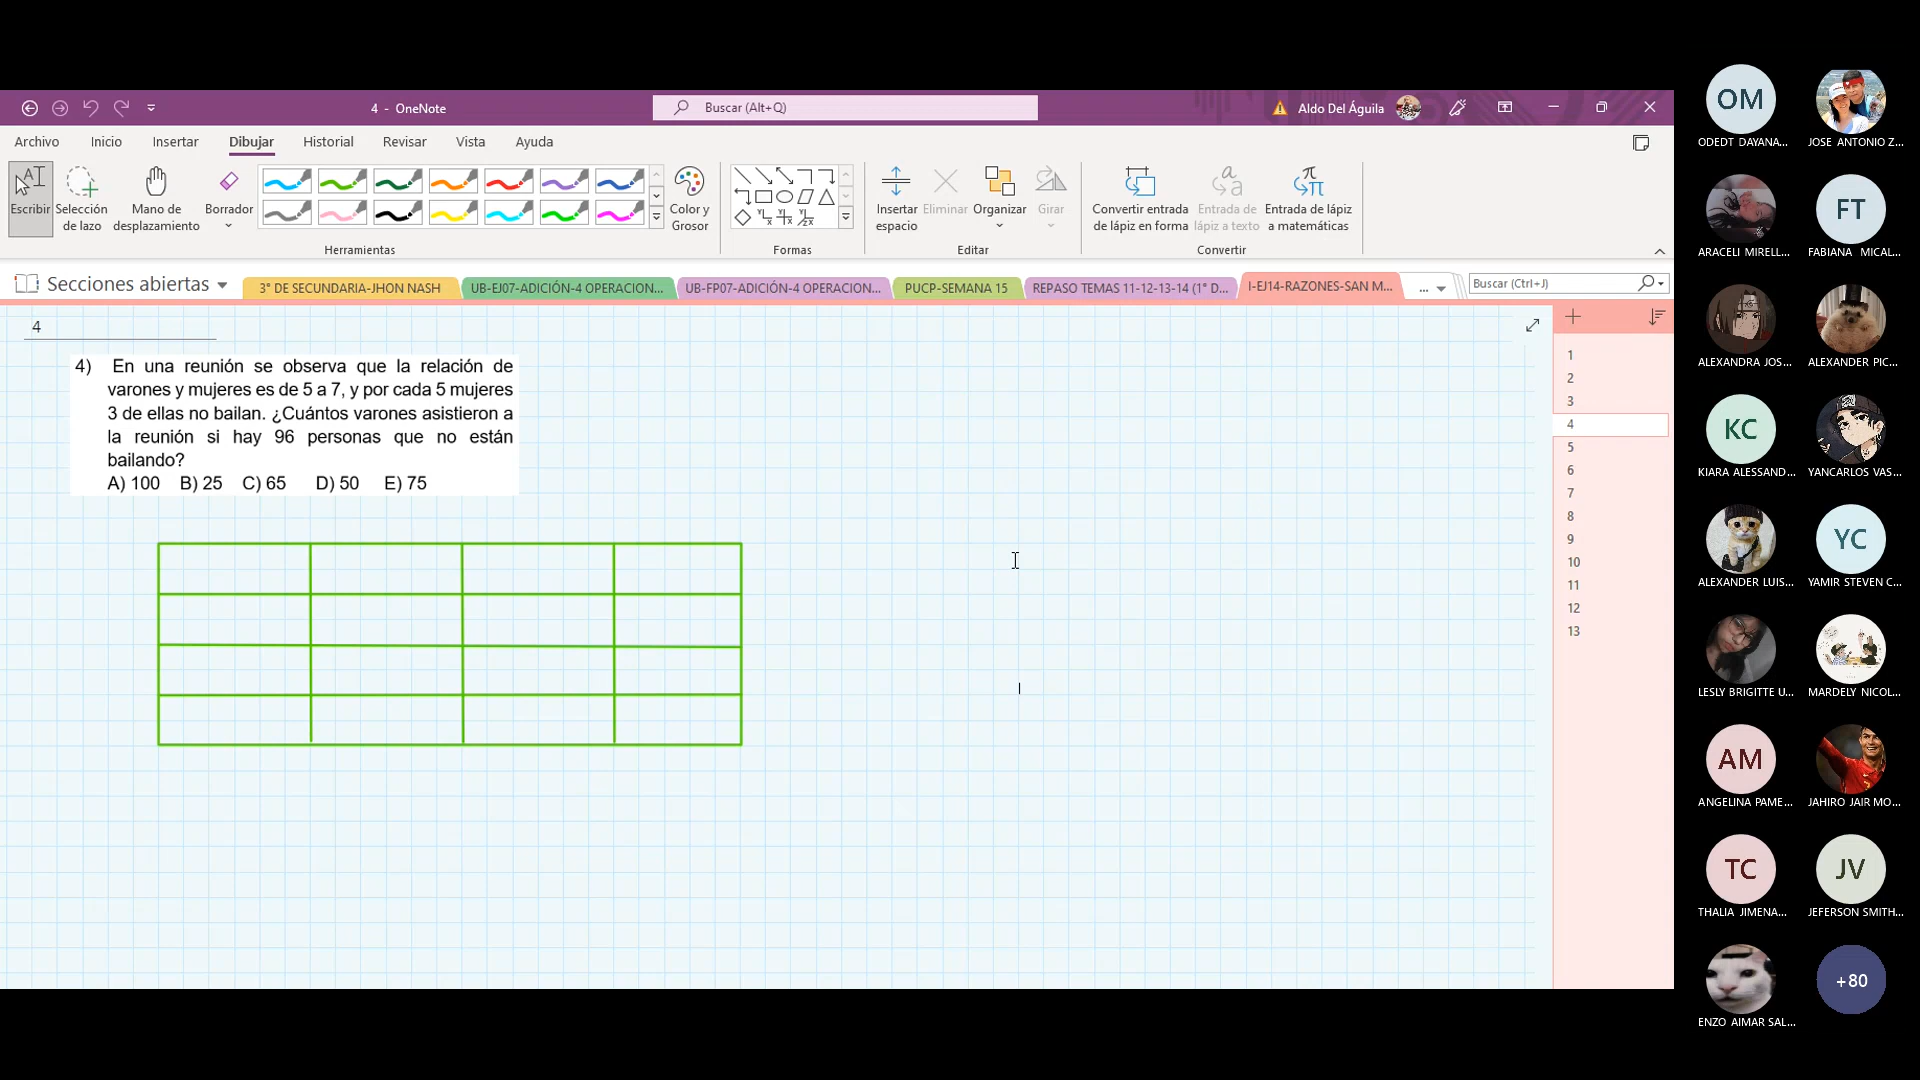 4 - OneNote
Buscar (Alt+Q)
Aldo Del Águila
Archivo Inicio Insertar Dibujar Historial Revisar Vista Ayuda
Escribir
Selección de lazo
Mano de desplazamiento
Borrador
Color y Grosor
Insertar espacio
Eliminar
Organizar
Girar
Convertir entrada de lápiz en forma
Entrada de lápiz a texto
Entrada de lápiz a matemáticas
Herramientas
Formas
Editar
Convertir
Secciones abiertas
3° DE SECUNDARIA-JHON NASH
UB-EJ07-ADICIÓN-4 OPERACION...
UB-FP07-ADICIÓN-4 OPERACION...
PUCP-SEMANA 15
REPASO TEMAS 11-12-13-14 (1° D...
I-EJ14-RAZONES-SAN M...
...
Buscar (Ctrl+J)
4
4) En una reunión se observa que la relación de
varones y mujeres es de 5 a 7, y por cada 5 mujeres
3 de ellas no bailan. ¿Cuántos varones asistieron a
la reunión si hay 96 personas que no están
bailando?
A) 100 B) 25 C) 65 D) 50 E) 75
1
2
3
4
5
6
7
8
9
10
11
12
13
OM
ODEDT DAYANA...
JOSE ANTONIO Z...
ARACELI MIRELL...
FT
FABIANA MICAL...
ALEXANDRA JOS...
ALEXANDER PIC...
KC
KIARA ALESSAND...
YANCARLOS VAS...
ALEXANDER LUIS...
YC
YAMIR STEVEN C...
LESLY BRIGITTE U...
MARDELY NICOL...
AM
ANGELINA PAME...
JAHIRO JAIR MO...
TC
THALIA JIMENA...
JV
JEFERSON SMITH...
ENZO AIMAR SAL...
+80